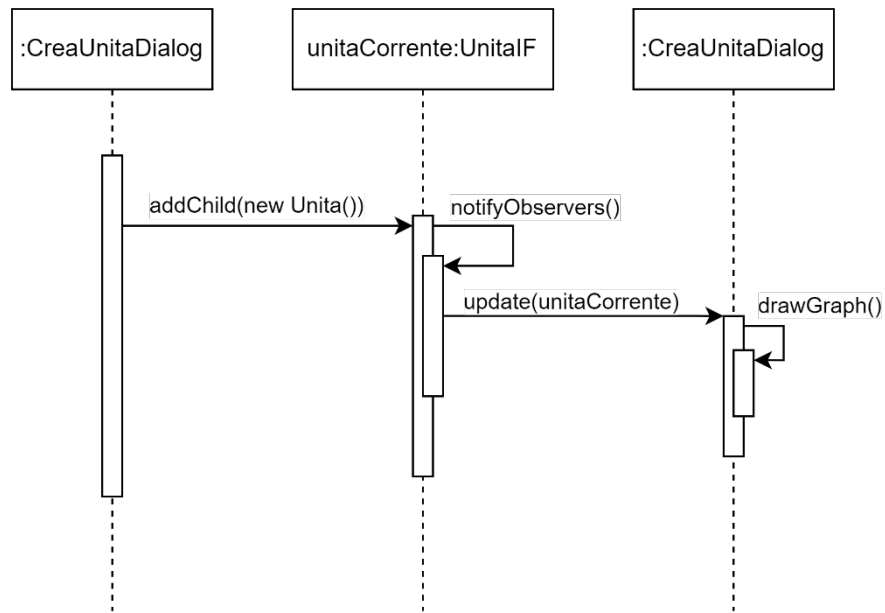 :CreaUnitaDialog
unitaCorrente:UnitaIF
:CreaUnitaDialog
addChild(new Unita())
notifyObservers()
update(unitaCorrente)
drawGraph()